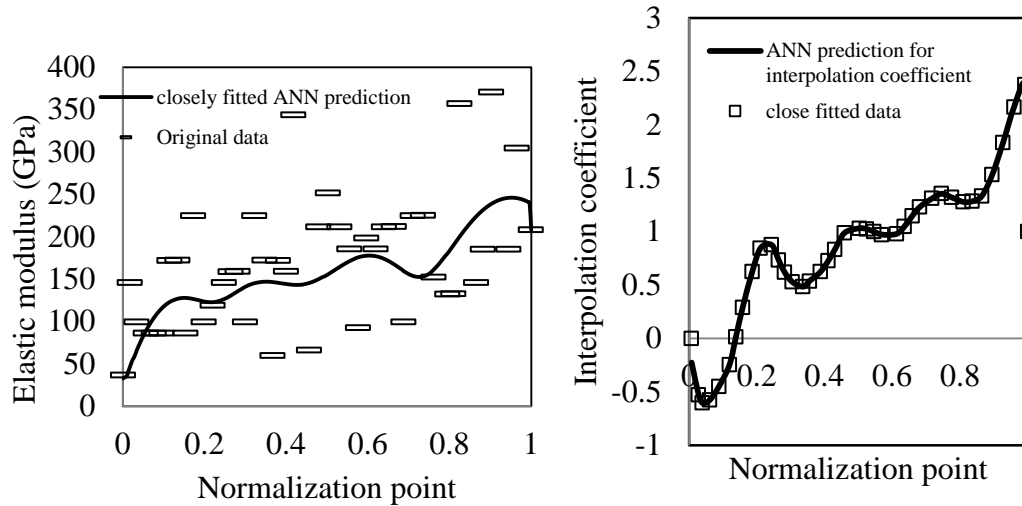 400
350
300
250
200
150
100
50
0
Elastic modulus (GPa)
closely fitted ANN prediction
Original data
0 0.2 0.4 0.6 0.8 1
Normalization point
3
2.5
2
1.5
1
0.5
0
-0.5
-1
Interpolation coefficient
ANN prediction for
interpolation coefficient
close fitted data
0 0.2 0.4 0.6 0.8
Normalization point